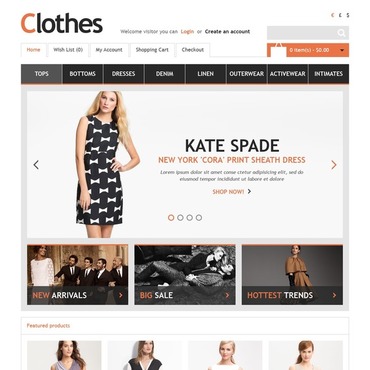 Clothes
€ £ $
Welcome visitor you can Login or Create an account
Home Wish List (0) My Account Shopping Cart Checkout
0 item(s) - $0.00
TOPS BOTTOMS DRESSES DENIM LINEN OUTERWEAR ACTIVEWEAR INTIMATES
KATE SPADE
NEW YORK 'CORA' PRINT SHEATH DRESS
Lorem ipsum dolor sit amet conse ctetur adipisicing elit, sed do
eiusmod tempor incididunt ut labore et dolore
SHOP NOW!
NEW ARRIVALS
BIG SALE
HOTTEST TRENDS
Featured products